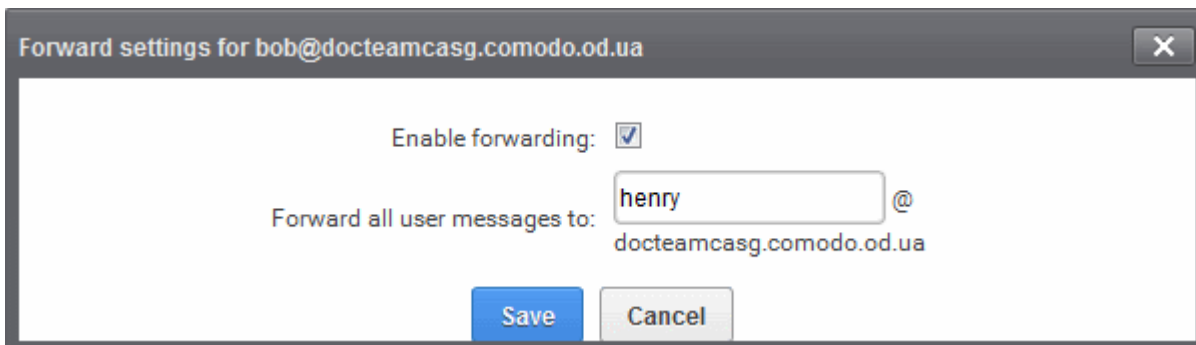 Forward settings for bob@docteamcasg.comodo.od.ua
Enable forwarding:
Forward all user messages to: henry @
docteamcasg.comodo.od.ua
Save Cancel